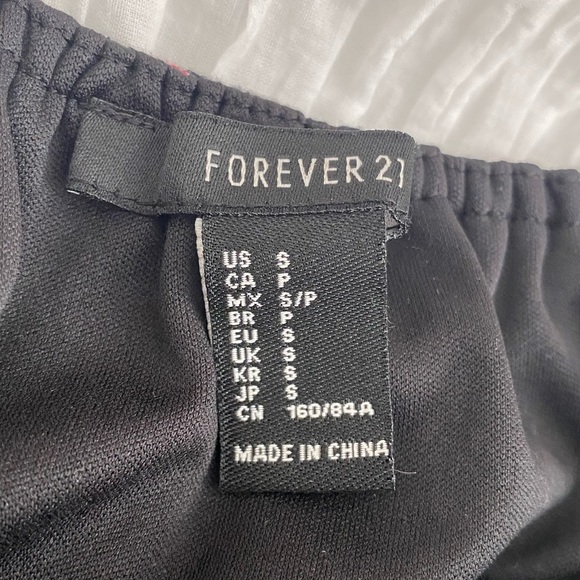 FOREVER 21
US S
CA P
MX S/P
BR P
EU S
UK S
KR S
JP S
CN 160/84A
MADE IN CHINA